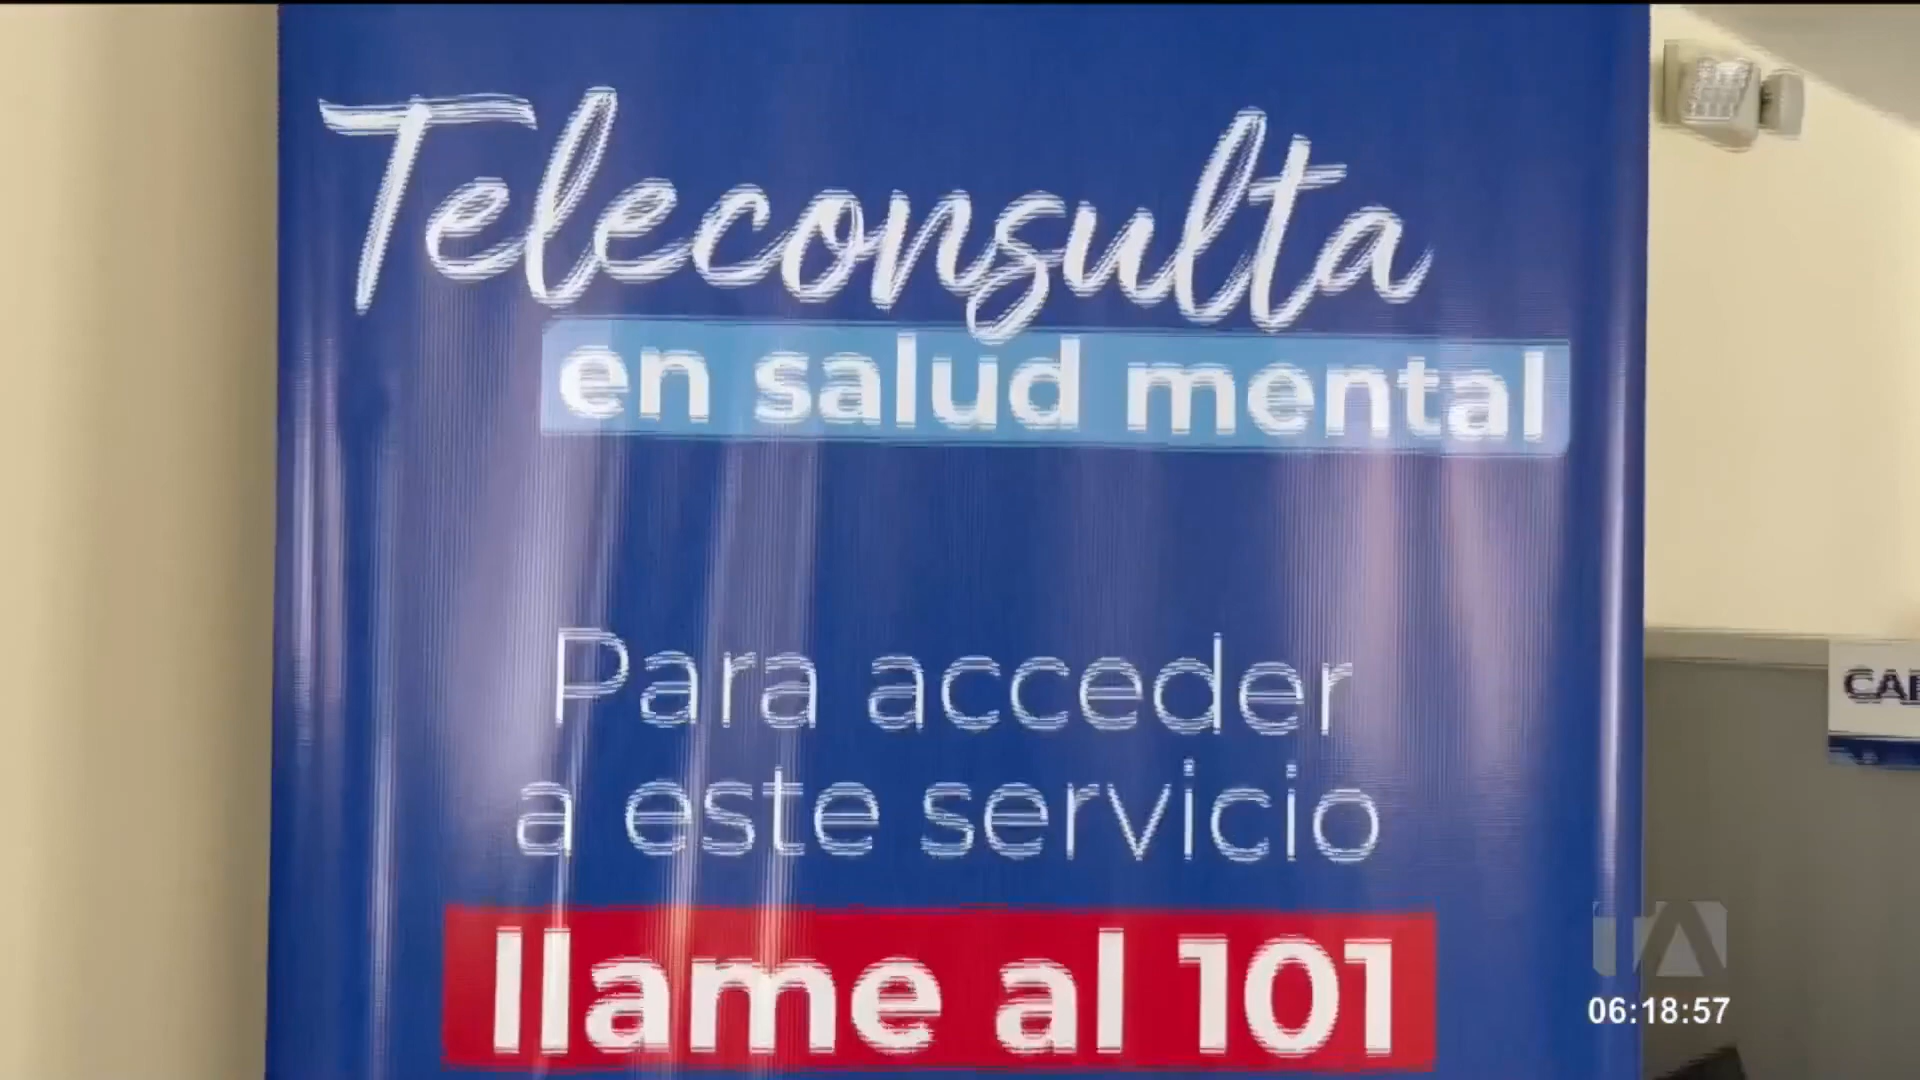 Teleconsulta
en salud mental
Para acceder
a este servicio
llame al 101
06:18:57